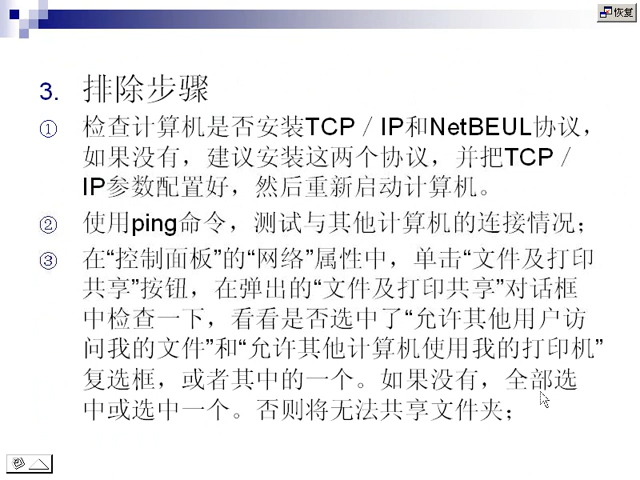 恢复
3. 排除步骤
① 检查计算机是否安装TCP/IP和NetBEUL协议，
如果没有，建议安装这两个协议，并把TCP/
IP参数配置好，然后重新启动计算机。
② 使用ping命令，测试与其他计算机的连接情况；
③ 在“控制面板”的“网络”属性中，单击“文件及打印
共享”按钮，在弹出的“文件及打印共享”对话框
中检查一下，看看是否选中了“允许其他用户访
问我的文件”和“允许其他计算机使用我的打印机”
复选框，或者其中的一个。如果没有，全部选
中或选中一个。否则将无法共享文件夹；